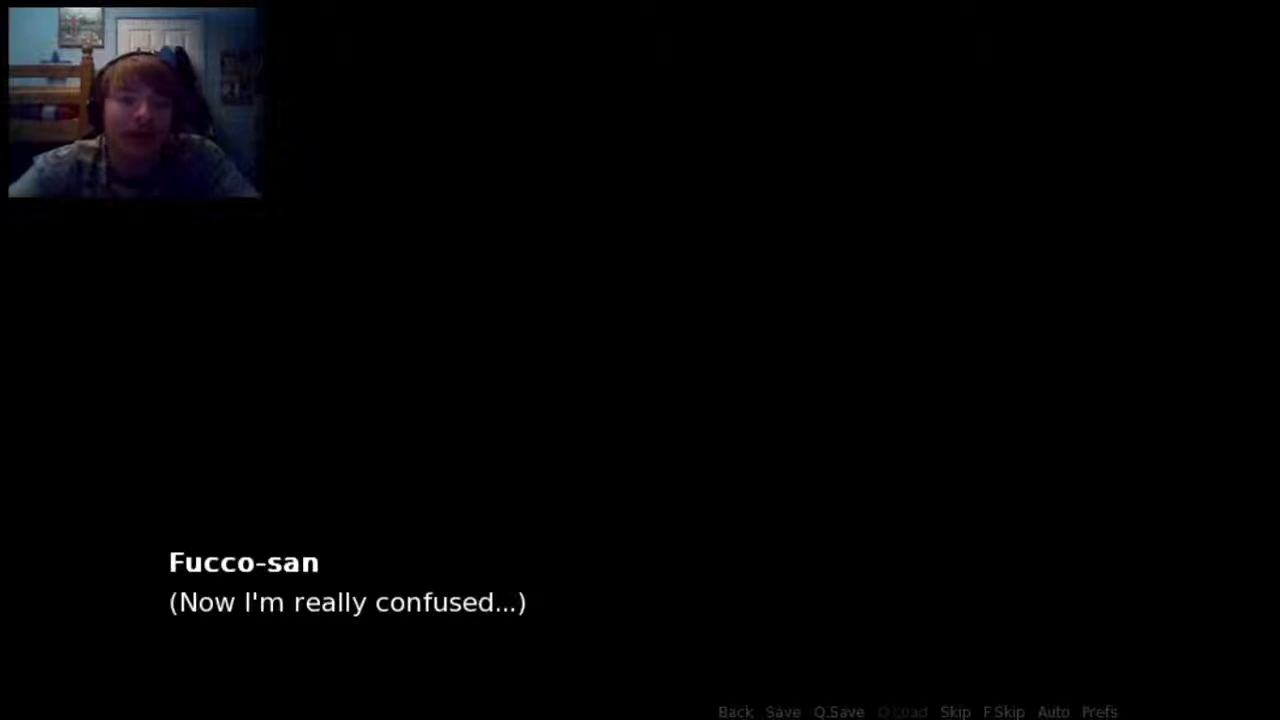 Fucco-san
(Now I'm really confused...)
Back Save Q.Save Q.Load Skip F.Skip Auto Prefs